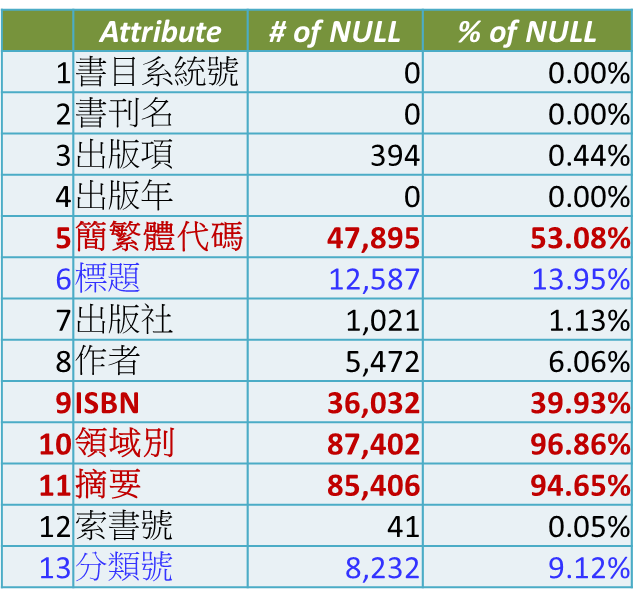 Attribute # of NULL % of NULL
1 書目系統號 0 0.00%
2 書刊名 0 0.00%
3 出版項 394 0.44%
4 出版年 0 0.00%
5 簡繁體代碼 47,895 53.08%
6 標題 12,587 13.95%
7 出版社 1,021 1.13%
8 作者 5,472 6.06%
9 ISBN 36,032 39.93%
10 領域別 87,402 96.86%
11 摘要 85,406 94.65%
12 索書號 41 0.05%
13 分類號 8,232 9.12%